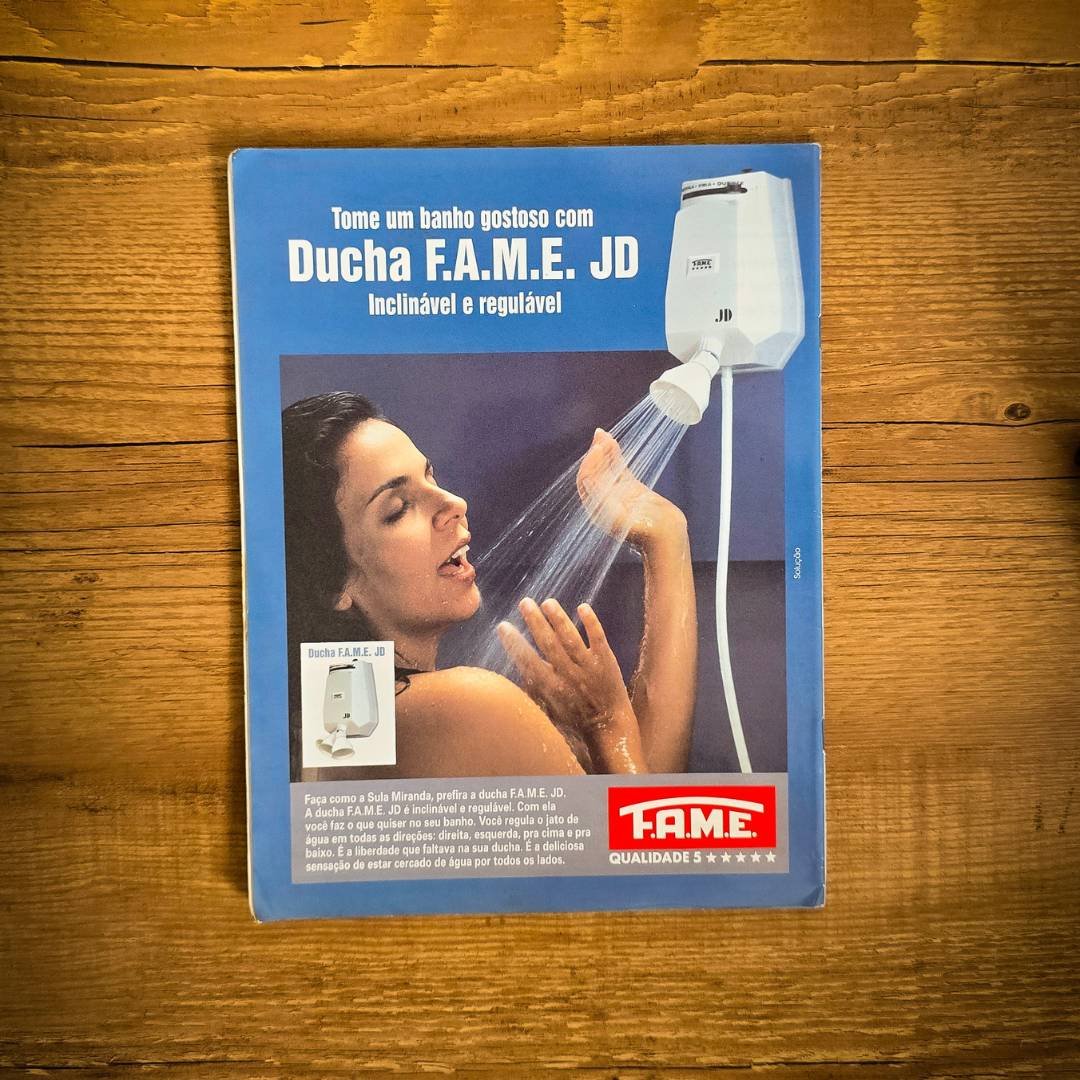 Tome um banho gostoso com
Ducha F.A.M.E. JD
Inclinável e regulável
F.A.M.E.
JD
Solução
Ducha F.A.M.E. JD
JD
Faça como a Sula Miranda, prefira a ducha F.A.M.E. JD.
A ducha F.A.M.E. JD é inclinável e regulável. Com ela
você faz o que quiser no seu banho. Você regula o jato de
água em todas as direções: direita, esquerda, pra cima e pra
baixo. É a liberdade que faltava na sua ducha. É a deliciosa
sensação de estar cercado de água por todos os lados.
F.A.M.E.
QUALIDADE 5 ★★★★★